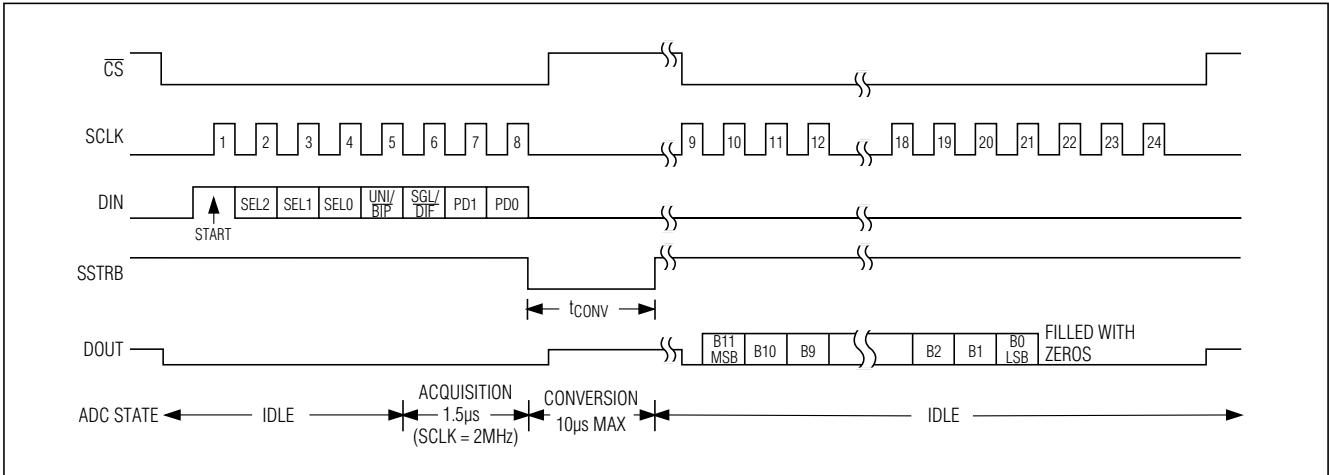 CS
SCLK 1 2 3 4 5 6 7 8 9 10 11 12 18 19 20 21 22 23 24
DIN SEL2 SEL1 SEL0 UNI/ SGL/ PD1 PD0
BIP DIF
START
SSTRB
tCONV
DOUT B11 B10 B9 B2 B1 B0 FILLED WITH
MSB LSB ZEROS
ADC STATE IDLE ACQUISITION CONVERSION IDLE
1.5µs 10µs MAX
(SCLK = 2MHz)